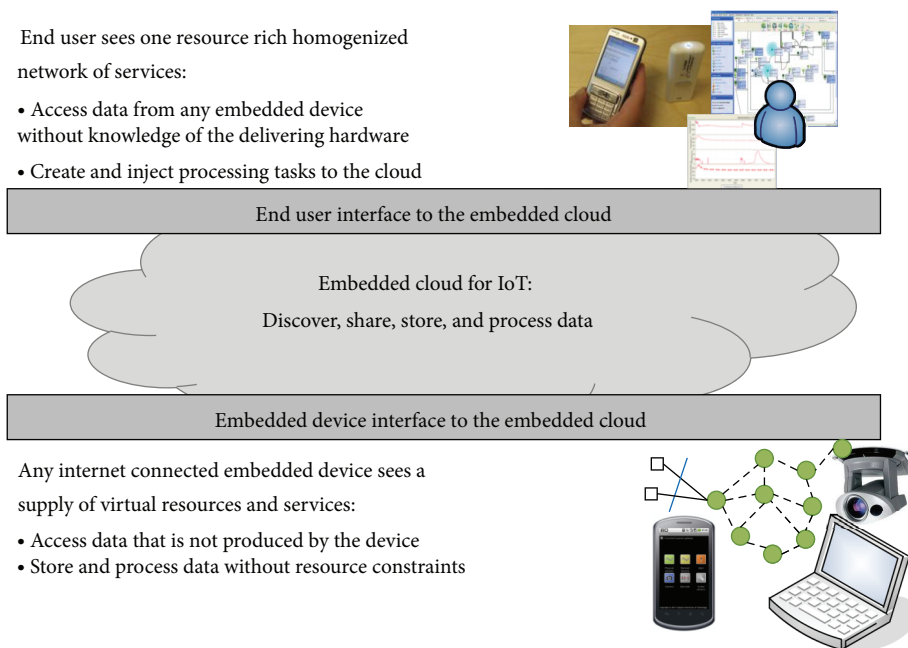 End user sees one resource rich homogenized
network of services:
• Access data from any embedded device
without knowledge of the delivering hardware
• Create and inject processing tasks to the cloud
End user interface to the embedded cloud
Embedded cloud for IoT:
Discover, share, store, and process data
Embedded device interface to the embedded cloud
Any internet connected embedded device sees a
supply of virtual resources and services:
• Access data that is not produced by the device
• Store and process data without resource constraints